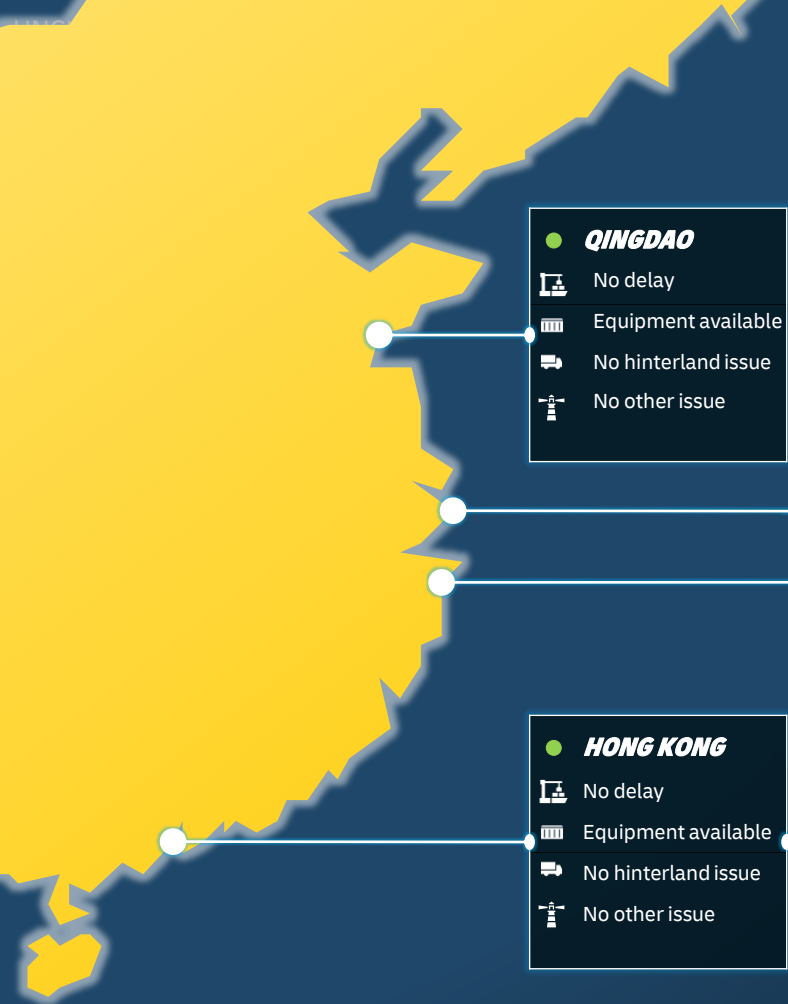 QINGDAO
No delay
Equipment available
No hinterland issue
No other issue
HONG KONG
No delay
Equipment available
No hinterland issue
No other issue